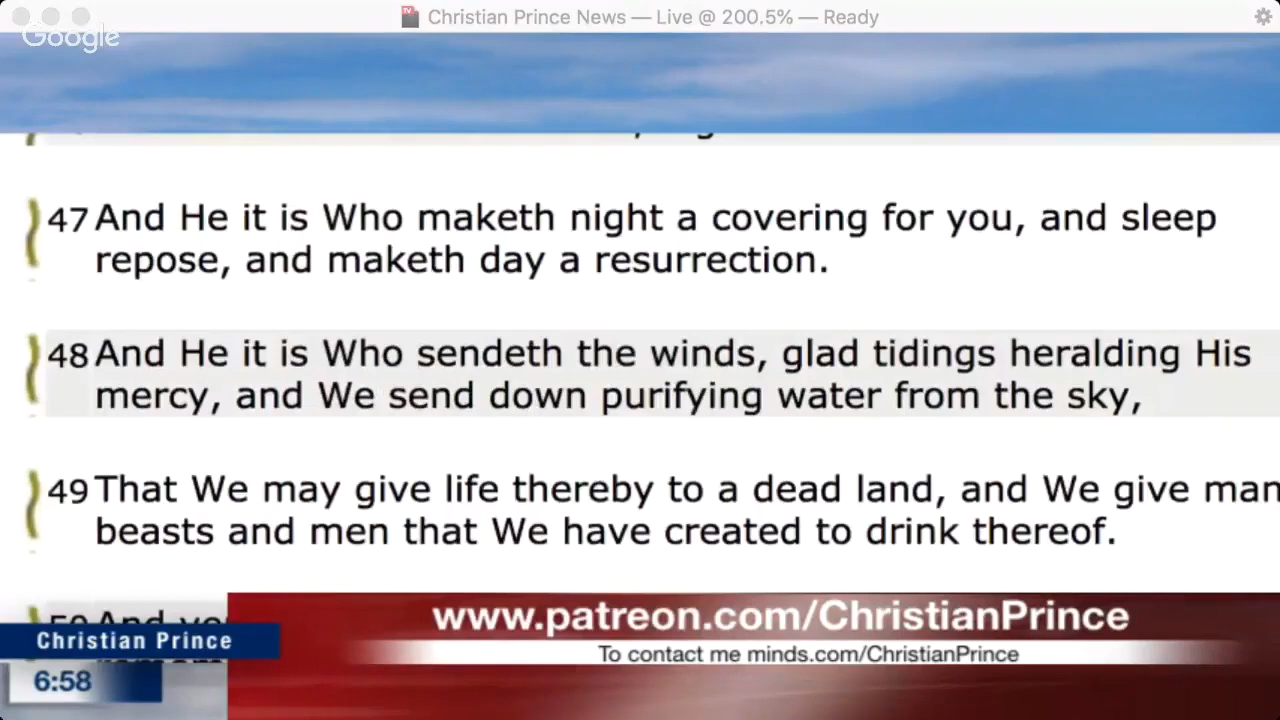 Christian Prince News — Live @ 200.5% — Ready
Google
47 And He it is Who maketh night a covering for you, and sleep
repose, and maketh day a resurrection.
48 And He it is Who sendeth the winds, glad tidings heralding His
mercy, and We send down purifying water from the sky,
49 That We may give life thereby to a dead land, and We give man
beasts and men that We have created to drink thereof.
And
www.patreon.com/ChristianPrince
Christian Prince
To contact me minds.com/ChristianPrince
6:58